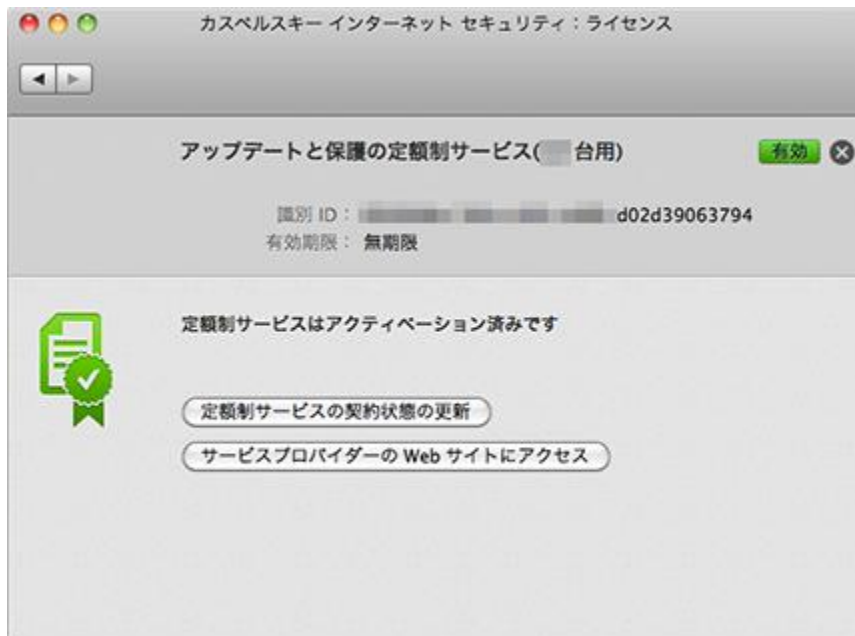 カスペルスキー インターネット セキュリティ：ライセンス
アップデートと保護の定額制サービス( 台用)
有効
識別 ID： d02d39063794
有効期限： 無期限
定額制サービスはアクティベーション済みです
定額制サービスの契約状態の更新
サービスプロバイダーの Web サイトにアクセス